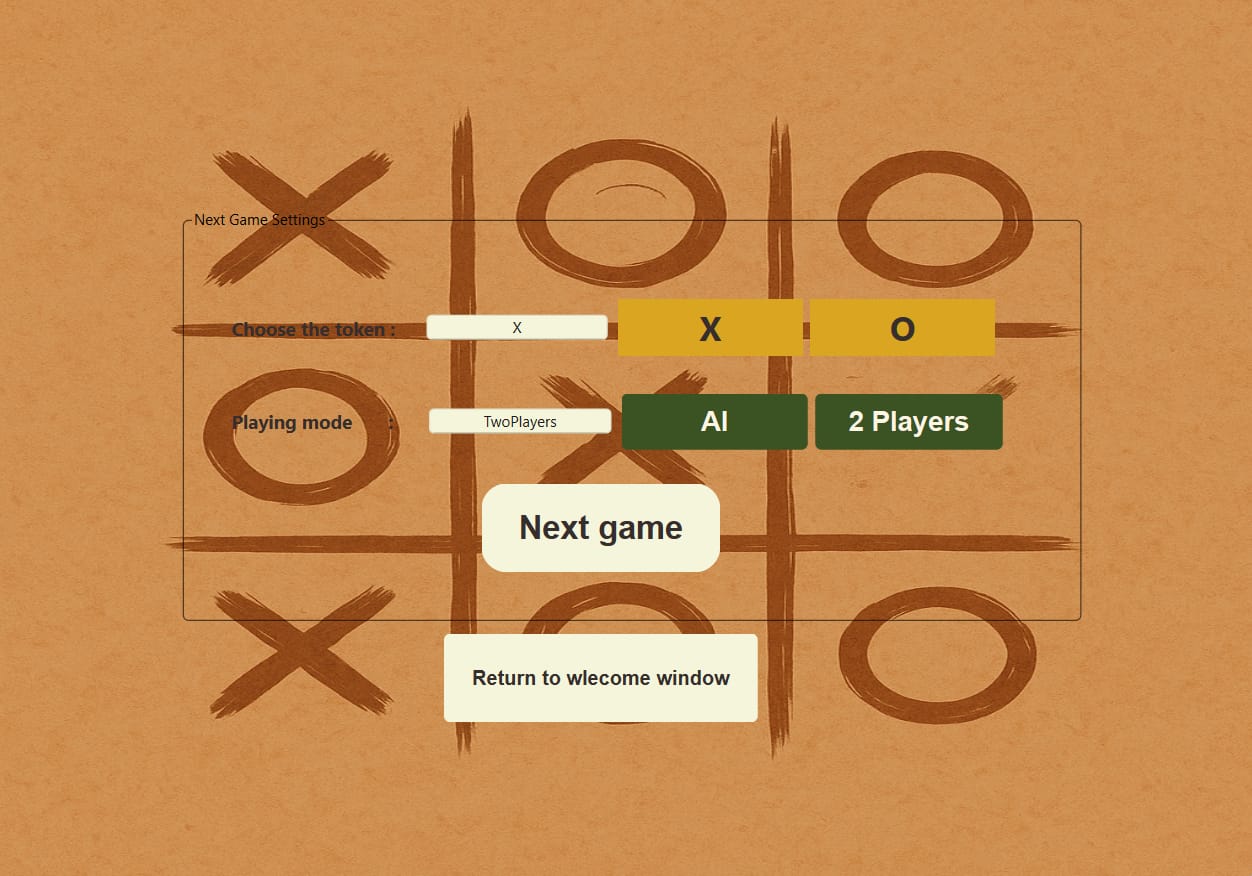 Next Game Settings
Choose the token : X X O
Playing mode : TwoPlayers AI 2 Players
Next game
Return to wlecome window